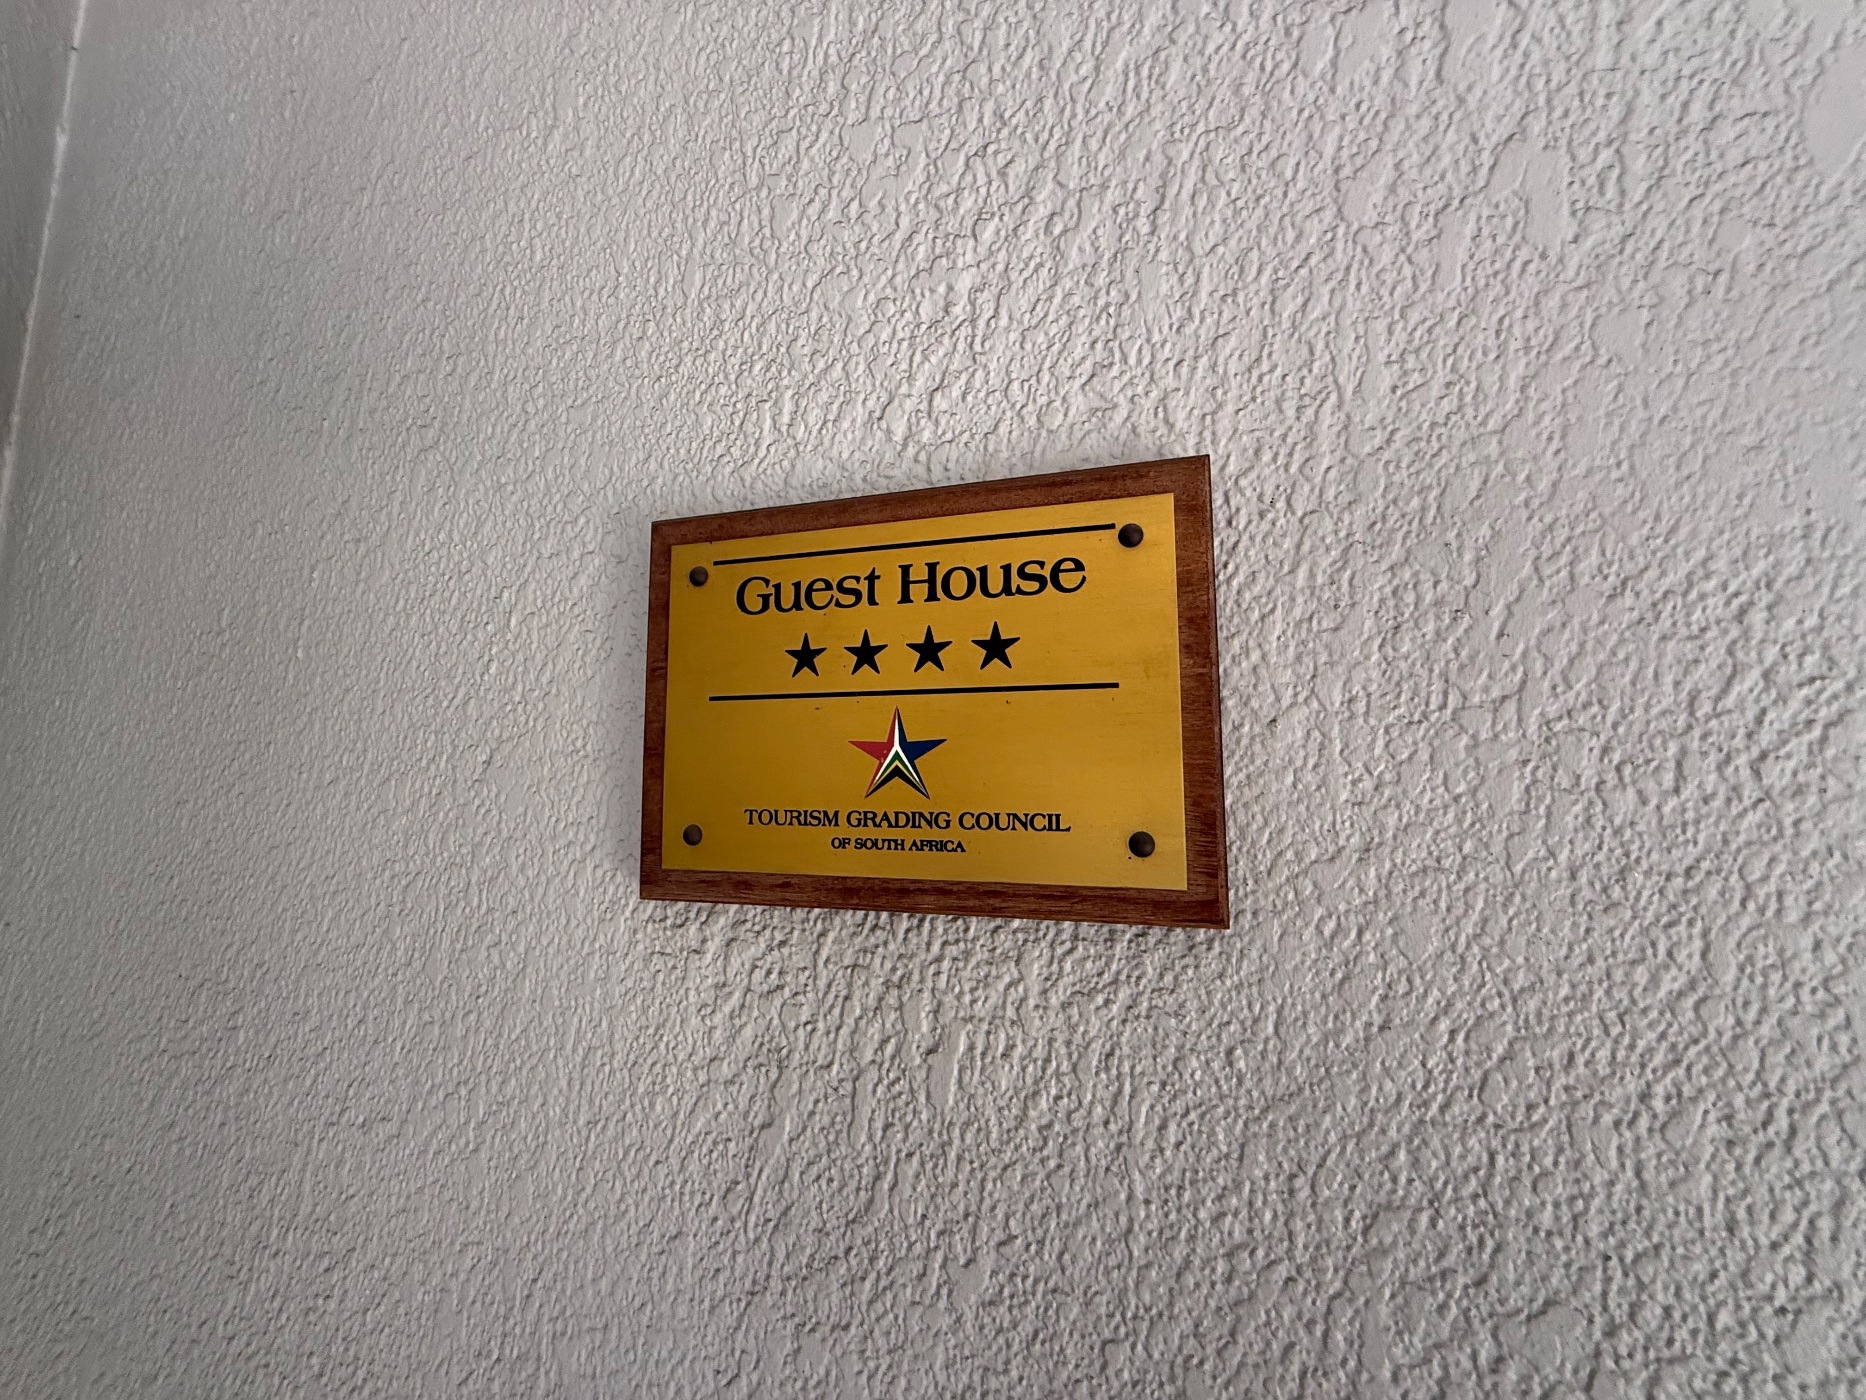 Guest House
★★★★
TOURISM GRADING COUNCIL
OF SOUTH AFRICA